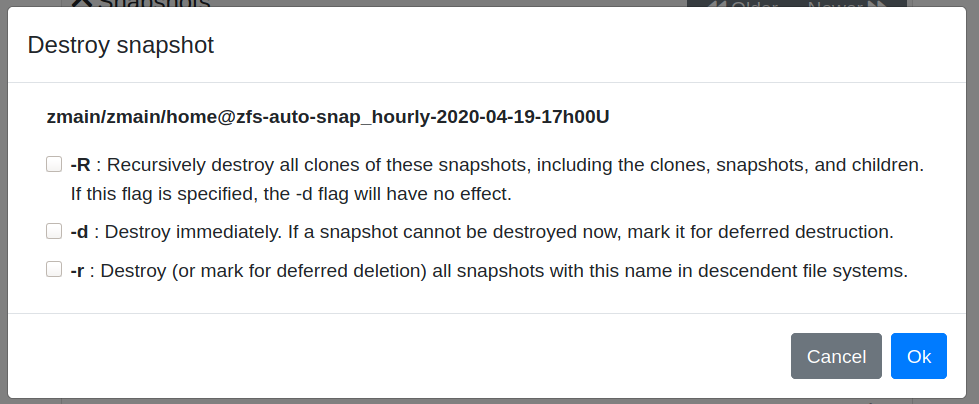 Snapshots
Older Newer
Destroy snapshot
zmain/zmain/home@zfs-auto-snap_hourly-2020-04-19-17h00U
-R : Recursively destroy all clones of these snapshots, including the clones, snapshots, and children.
If this flag is specified, the -d flag will have no effect.
-d : Destroy immediately. If a snapshot cannot be destroyed now, mark it for deferred destruction.
-r : Destroy (or mark for deferred deletion) all snapshots with this name in descendent file systems.
Cancel Ok